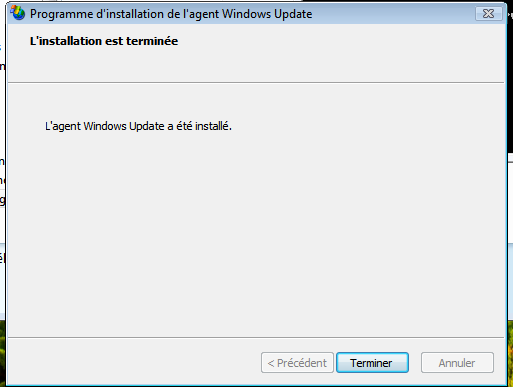 Programme d'installation de l'agent Windows Update
L'installation est terminée
L'agent Windows Update a été installé.
< Précédent
Terminer
Annuler